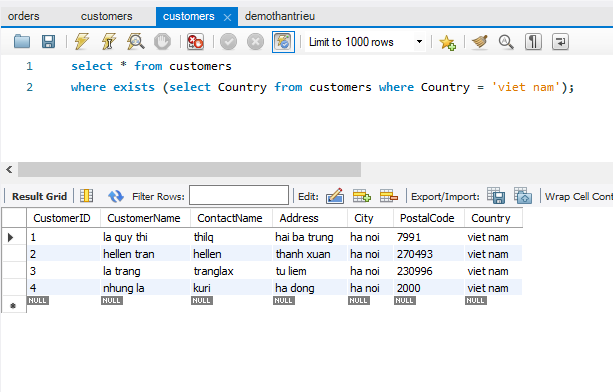 orders customers customers × demothantrieu
Limit to 1000 rows
1 select * from customers
2 where exists (select Country from customers where Country = 'viet nam');
Result Grid Filter Rows: Edit: Export/Import: Wrap Cell Cont
CustomerID CustomerName ContactName Address City PostalCode Country
1 la quy thi thilq hai ba trung ha noi 7991 viet nam
2 hellen tran hellen thanh xuan ha noi 270493 viet nam
3 la trang tranglax tu liem ha noi 230996 viet nam
4 nhung la kuri ha dong ha noi 2000 viet nam
NULL NULL NULL NULL NULL NULL NULL